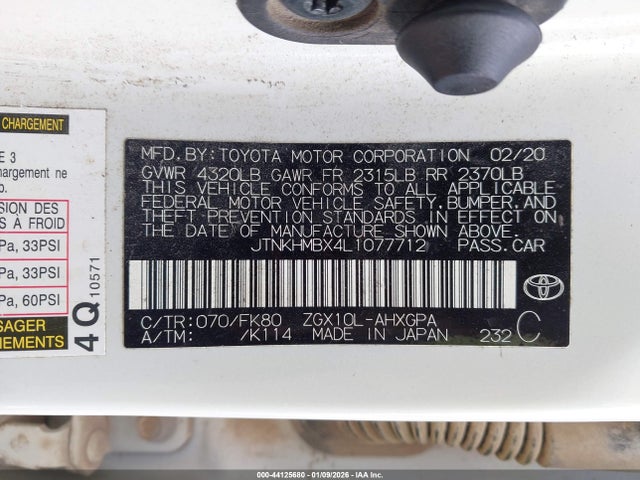 CHARGEMENT
E 3
hargement ne
p.
SION DES
S À FROID
Pa, 33PSI
Pa, 33PSI
Pa, 60PSI
SAGER
NEMENTS
4Q 10571
MFD. BY: TOYOTA MOTOR CORPORATION 02/20
GVWR 4320LB GAWR FR 2315LB RR 2370LB
THIS VEHICLE CONFORMS TO ALL APPLICABLE
FEDERAL MOTOR VEHICLE SAFETY,BUMPER,AND
THEFT PREVENTION STANDARDS IN EFFECT ON
THE DATE OF MANUFACTURE SHOWN ABOVE.
JTNKHMBX4L1077712 PASS.CAR
C/TR:070/FK80 ZGX10L-AHXGPA
A/TM: /K114 MADE IN JAPAN 232 C
000-44125680 - 01/09/2026 - IAA Inc.